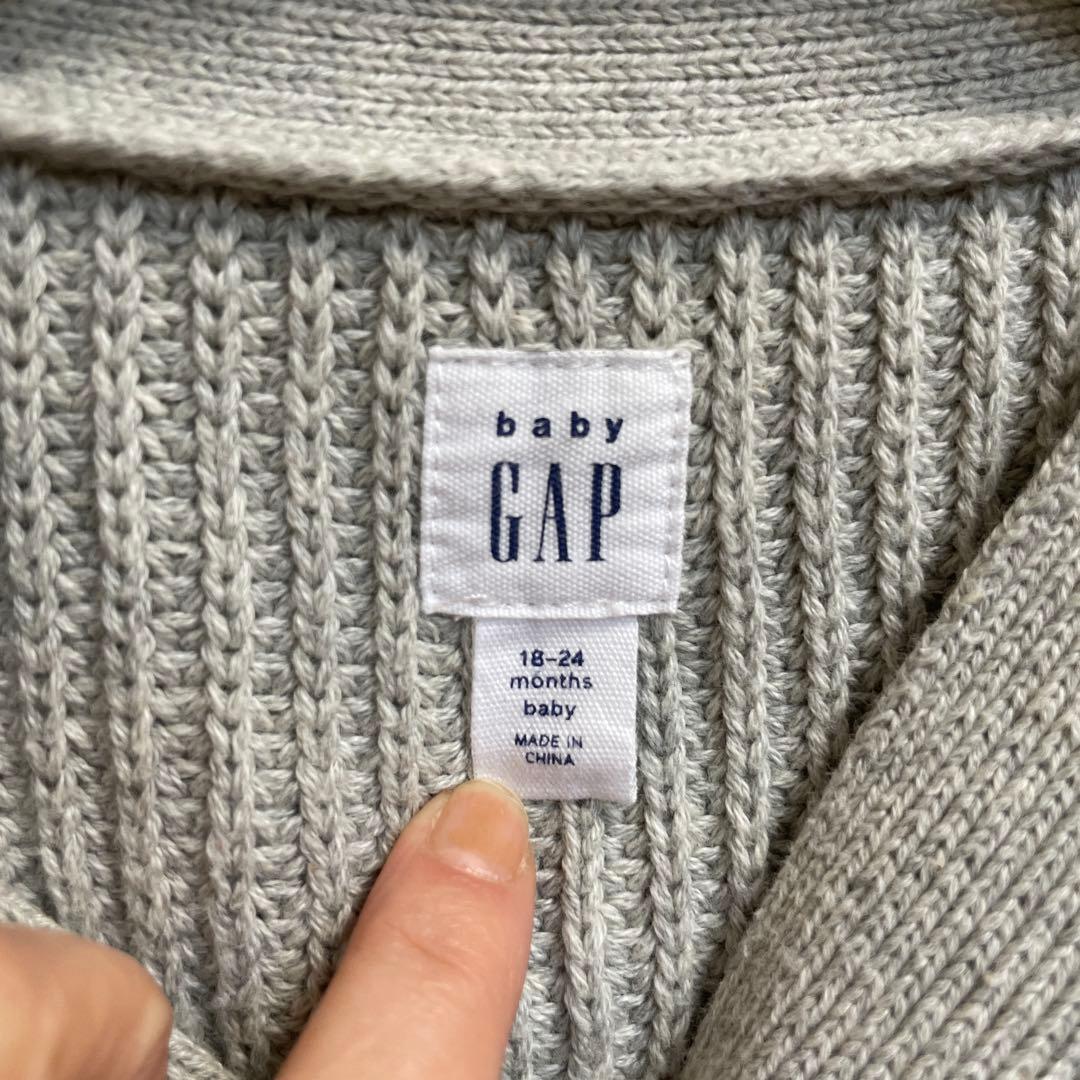 baby
GAP
18-24
months
baby
MADE IN
CHINA